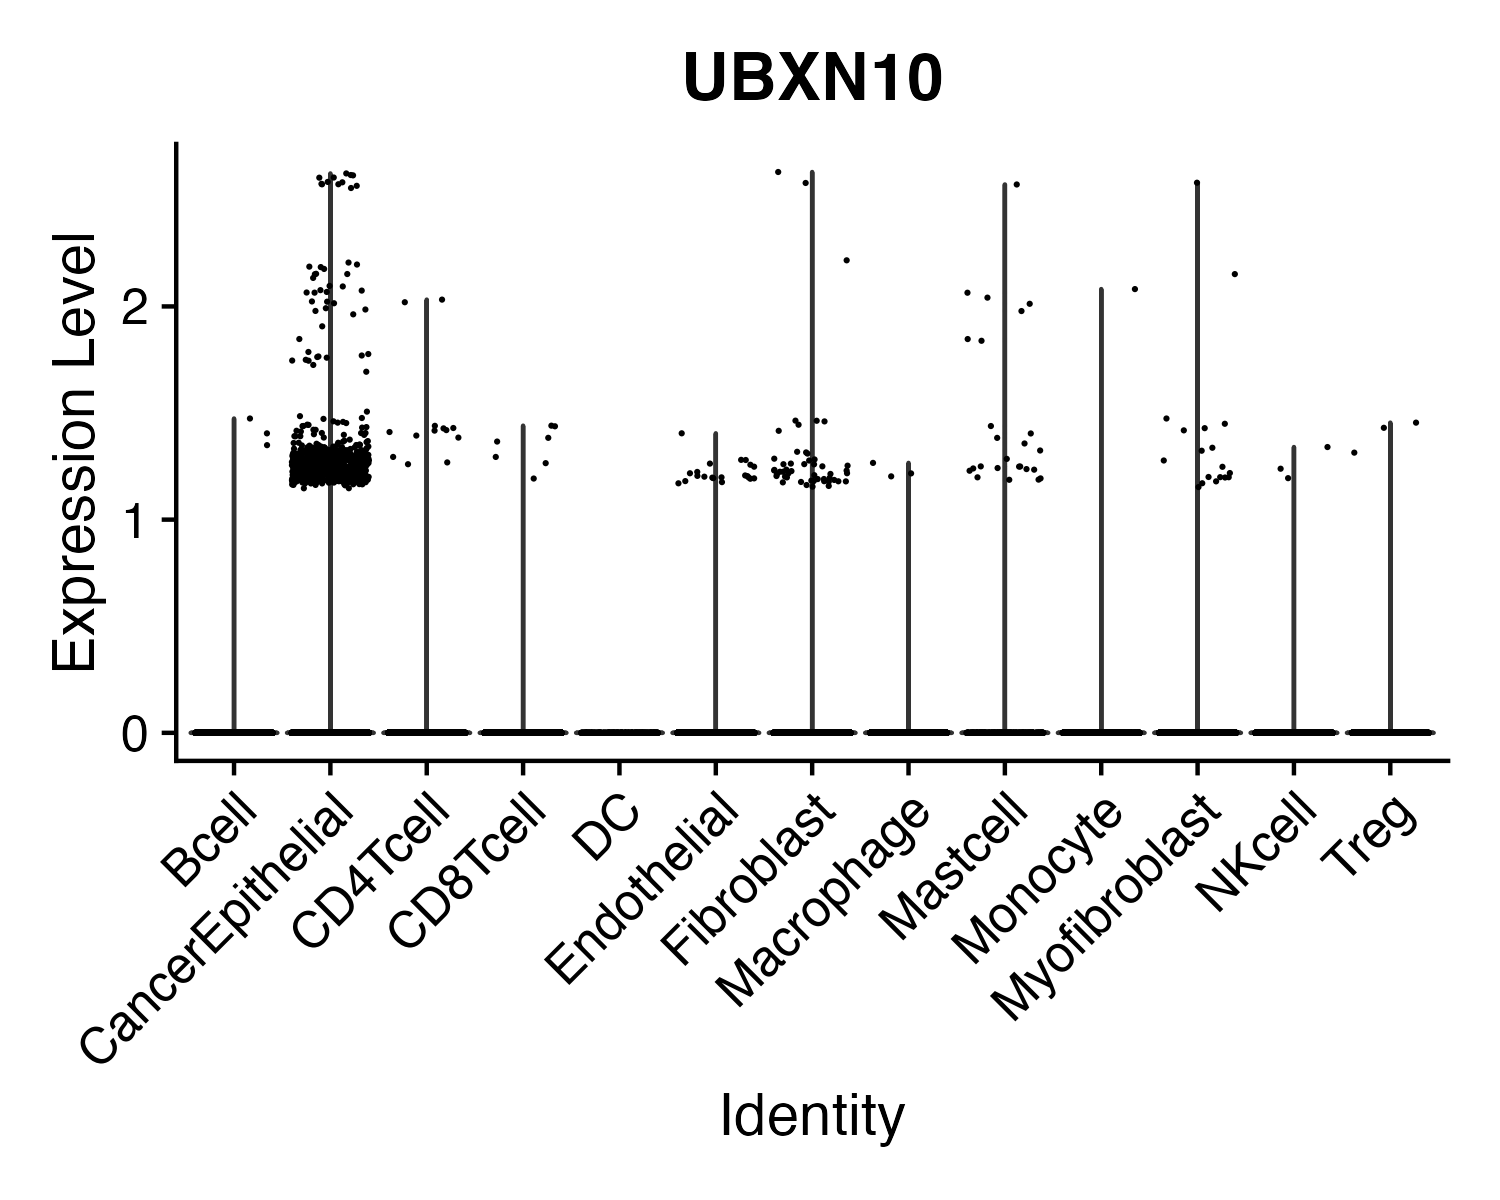 UBXN10
Expression Level
2
1
0
Bcell
CancerEpithelial
CD4Tcell
CD8Tcell
DC
Endothelial
Fibroblast
Macrophage
Mastcell
Monocyte
Myofibroblast
NKcell
Treg
Identity